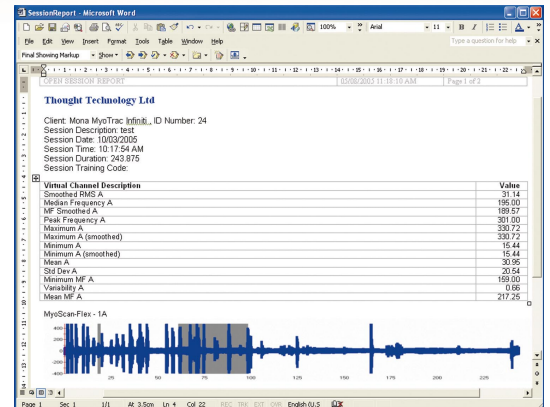 SessionReport - Microsoft Word
100% Arial 11 B I
File Edit View Insert Format Tools Table Window Help Type a question for help
Final Showing Markup Show
OPEN SESSION REPORT 03/08/2005 11:18:10 AM Page 1 of 2
Thought Technology Ltd
Client: Mona MyoTrac Infiniti , ID Number: 24
Session Description: test
Session Date: 10/03/2005
Session Time: 10:17:54 AM
Session Duration: 243.875
Session Training Code:
Virtual Channel Description Value
Smoothed RMS A 31.14
Median Frequency A 195.00
MF Smoothed A 189.57
Peak Frequency A 301.00
Maximum A 330.72
Maximum A (smoothed) 330.72
Minimum A 15.44
Minimum A (smoothed) 15.44
Mean A 30.95
Std Dev A 20.54
Minimum MF A 159.00
Variability A 0.66
Mean MF A 217.25
MyoScan-Flex - 1A
400
200
0
-200
-400
25 50 75 100 125 150 175 200 225
Page 1 Sec 1 1/1 At 3.5cm Ln 4 Col 22 REC TRK EXT OVR English (U.S